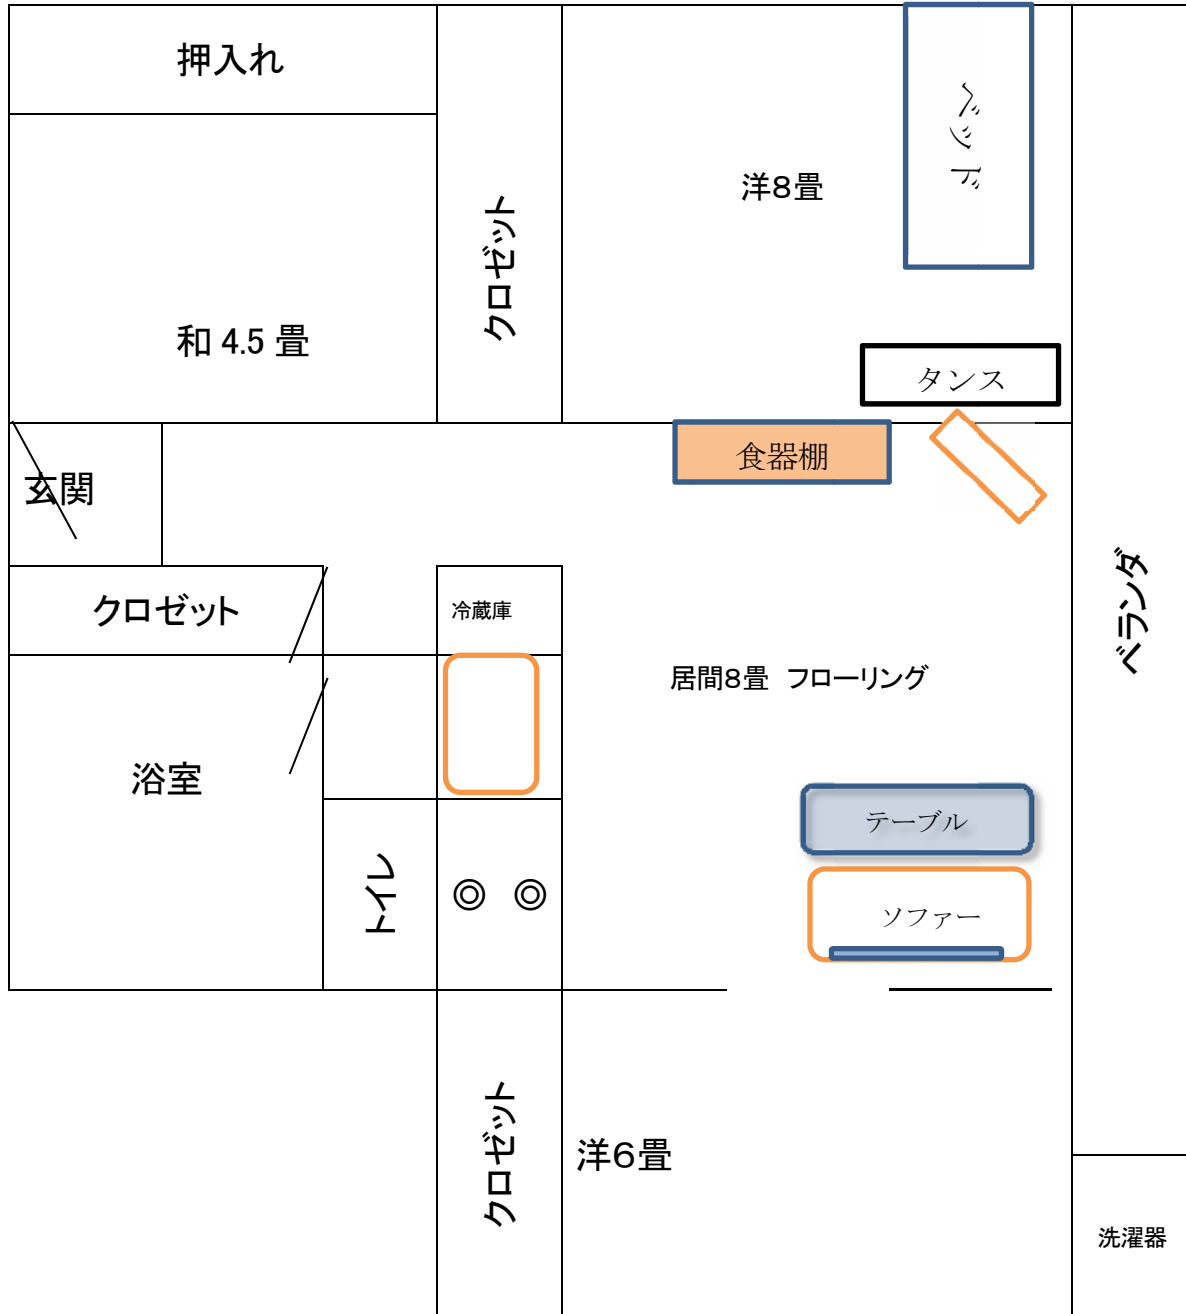 押入れ
ベッド
洋８畳
クロゼット
和 4.5 畳
タンス
食器棚
玄関
クロゼット
冷蔵庫
ベランダ
居間８畳　フローリング
浴室
テーブル
トイレ
◎ ◎
ソファー
クロゼット
洋６畳
洗濯器